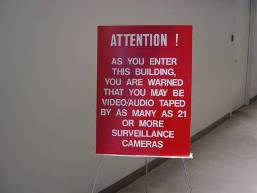 ATTENTION !
AS YOU ENTER
THIS BUILDING,
YOU ARE WARNED
THAT YOU MAY BE
VIDEO/AUDIO TAPED
BY AS MANY AS 21
OR MORE
SURVEILLANCE
CAMERAS